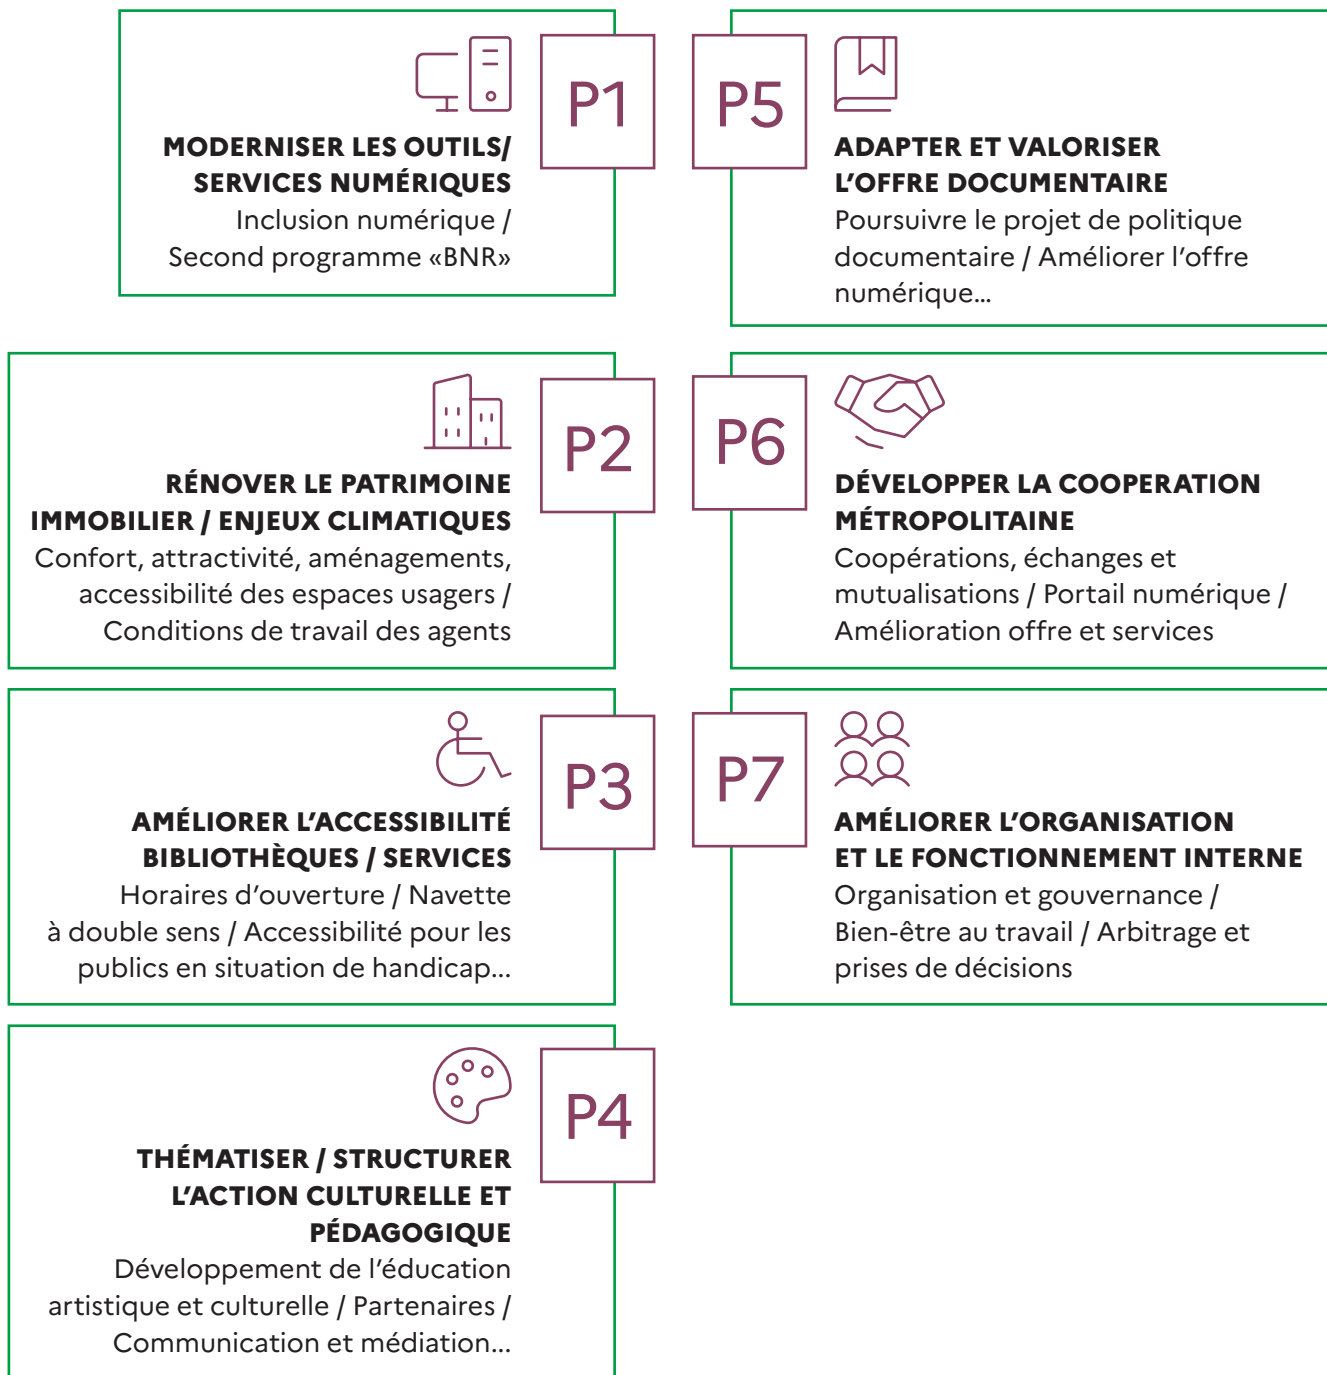 P1
MODERNISER LES OUTILS/
SERVICES NUMÉRIQUES
Inclusion numérique /
Second programme «BNR»
P2
RÉNOVER LE PATRIMOINE
IMMOBILIER / ENJEUX CLIMATIQUES
Confort, attractivité, aménagements,
accessibilité des espaces usagers /
Conditions de travail des agents
P3
AMÉLIORER L’ACCESSIBILITÉ
BIBLIOTHÈQUES / SERVICES
Horaires d’ouverture / Navette
à double sens / Accessibilité pour les
publics en situation de handicap...
P4
THÉMATISER / STRUCTURER
L’ACTION CULTURELLE ET
PÉDAGOGIQUE
Développement de l’éducation
artistique et culturelle / Partenaires /
Communication et médiation...
P5
ADAPTER ET VALORISER
L’OFFRE DOCUMENTAIRE
Poursuivre le projet de politique
documentaire / Améliorer l’offre
numérique…
P6
DÉVELOPPER LA COOPERATION
MÉTROPOLITAINE
Coopérations, échanges et
mutualisations / Portail numérique /
Amélioration offre et services
P7
AMÉLIORER L’ORGANISATION
ET LE FONCTIONNEMENT INTERNE
Organisation et gouvernance /
Bien-être au travail / Arbitrage et
prises de décisions